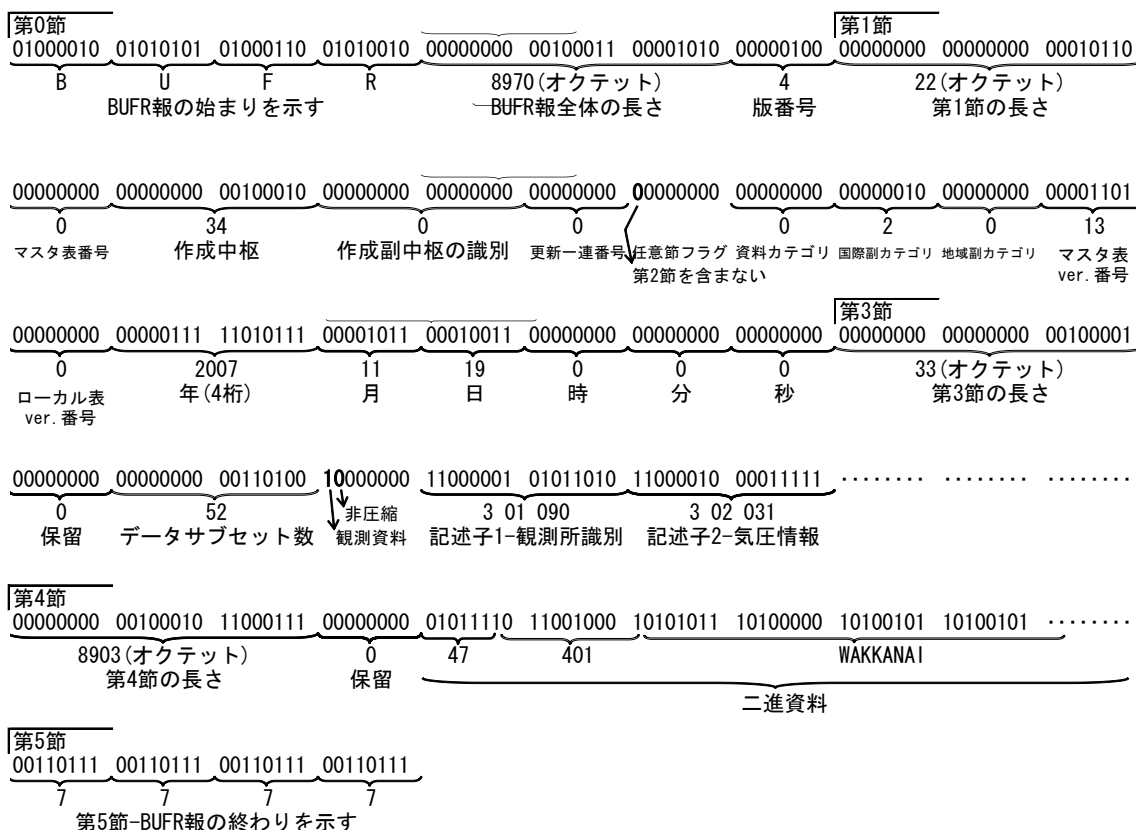 第0節 第1節
01000010 01010101 01000110 01010010 00000000 00100011 00001010 00000100 00000000 00000000 00010110
B U F R 8970(オクテット) 4 22(オクテット)
BUFR報の始まりを示す BUFR報全体の長さ 版番号 第1節の長さ
00000000 00000000 00100010 00000000 00000000 00000000 00000000 00000000 00000010 00000000 00001101
0 34 0 0 0 2 0 13
マスタ表番号 作成中枢 作成副中枢の識別 更新一連番号 任意節フラグ 資料カテゴリ 国際副カテゴリ 地域副カテゴリ マスタ表
第2節を含まない ver.番号
第3節
00000000 00000111 11010111 00001011 00010011 00000000 00000000 00000000 00000000 00000000 00100001
0 2007 11 19 0 0 0 33(オクテット)
ローカル表 年(4桁) 月 日 時 分 秒 第3節の長さ
ver.番号
00000000 00000000 00110100 10000000 11000001 01011010 11000010 00011111 ········ ········ ········
0 52 非圧縮 3 01 090 3 02 031
保留 データサブセット数 観測資料 記述子1-観測所識別 記述子2-気圧情報
第4節
00000000 00100010 11000111 00000000 01011110 11001000 10101011 10100000 10100101 10100101 ········
8903(オクテット) 0 47 401 WAKKANAI
第4節の長さ 保留
二進資料
第5節
00110111 00110111 00110111 00110111
7 7 7 7
第5節-BUFR報の終わりを示す